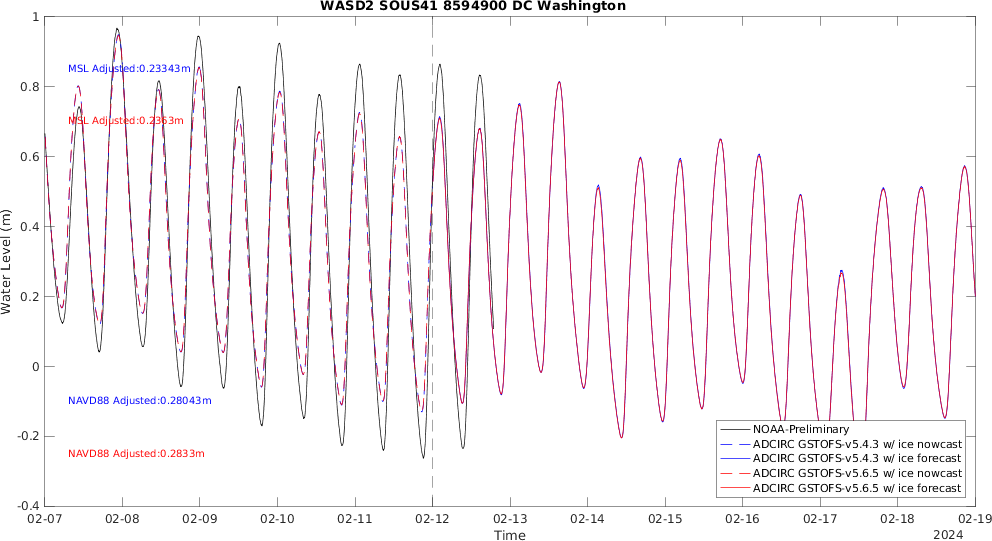 WASD2 SOUS41 8594900 DC Washington
1
0.8
0.6
0.4
0.2
0
-0.2
-0.4
Water Level (m)
MSL Adjusted:0.23343m
MSL Adjusted:0.2363m
NAVD88 Adjusted:0.28043m
NAVD88 Adjusted:0.2833m
NOAA-Preliminary
ADCIRC GSTOFS-v5.4.3 w/ ice nowcast
ADCIRC GSTOFS-v5.4.3 w/ ice forecast
ADCIRC GSTOFS-v5.6.5 w/ ice nowcast
ADCIRC GSTOFS-v5.6.5 w/ ice forecast
02-07 02-08 02-09 02-10 02-11 02-12 02-13 02-14 02-15 02-16 02-17 02-18 02-19
Time
2024